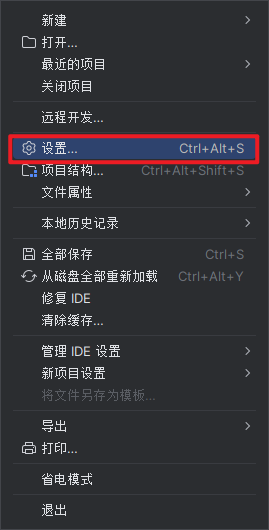 新建
打开...
最近的项目
关闭项目
远程开发...
设置... Ctrl+Alt+S
项目结构... Ctrl+Alt+Shift+S
文件属性
本地历史记录
全部保存 Ctrl+S
从磁盘全部重新加载 Ctrl+Alt+Y
修复 IDE
清除缓存...
管理 IDE 设置
新项目设置
将文件另存为模板...
导出
打印...
省电模式
退出